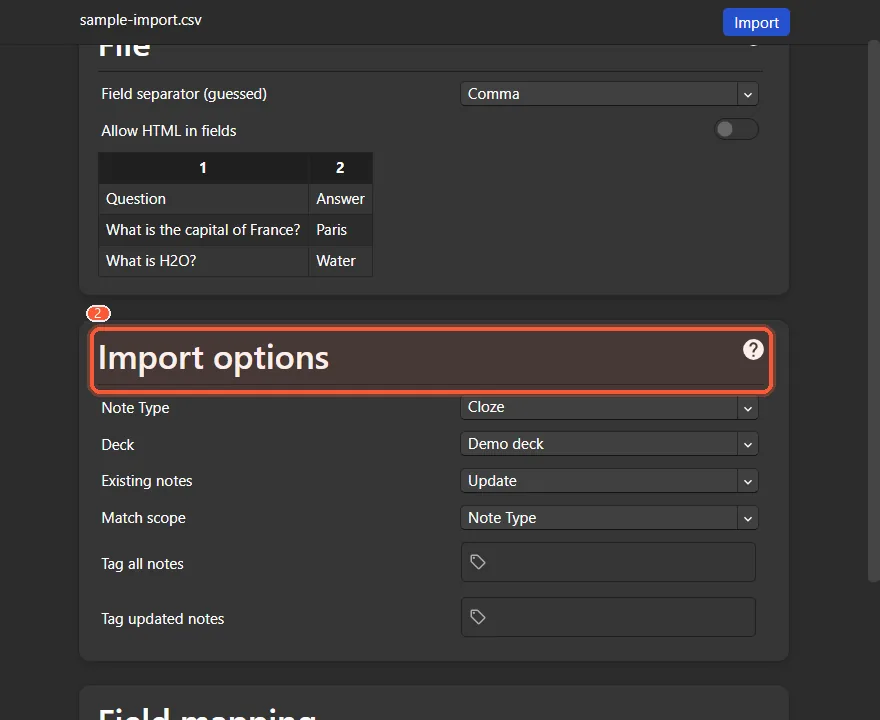 sample-import.csv
Import
File
Field separator (guessed)
Comma
Allow HTML in fields
1 2
Question Answer
What is the capital of France? Paris
What is H2O? Water
2
Import options
?
Note Type
Cloze
Deck
Demo deck
Existing notes
Update
Match scope
Note Type
Tag all notes
Tag updated notes
Field mapping